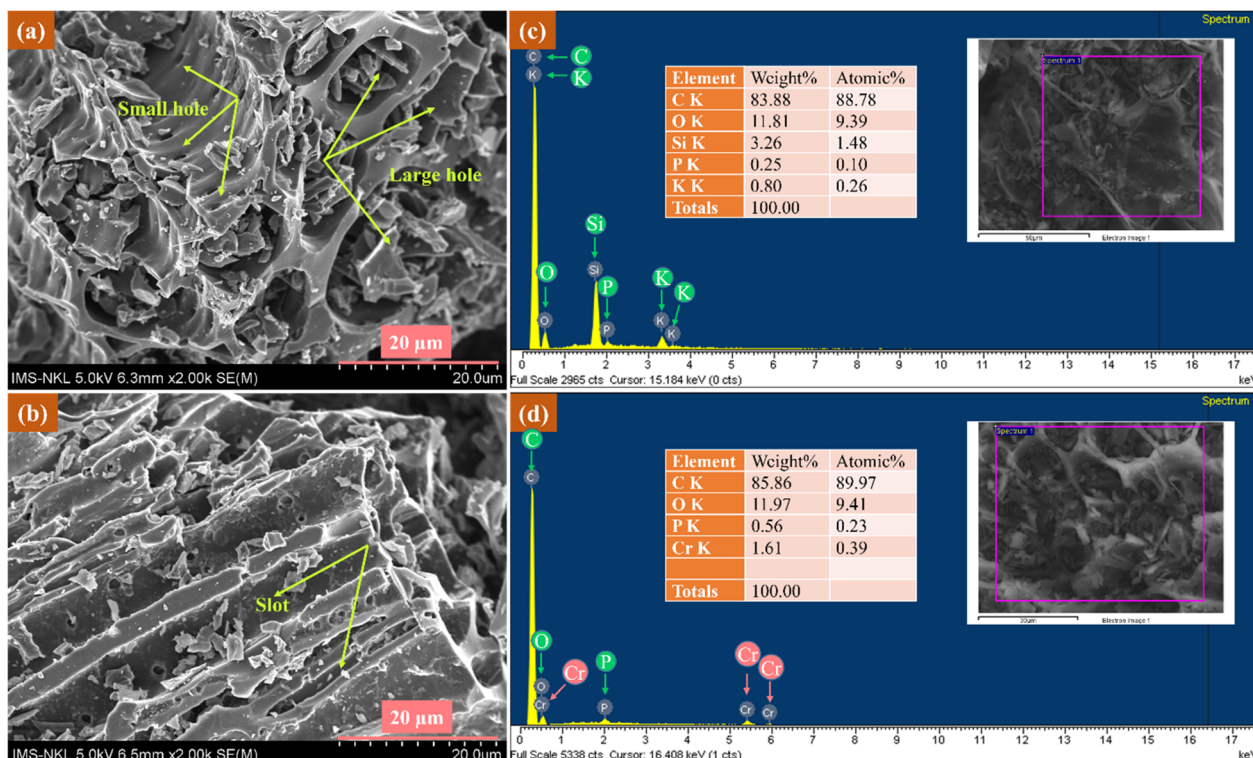 (a)
Small hole
Large hole
20 μm
IMS-NKL 5.0kV 6.3mm x2.00k SE(M)
20.0um
(b)
Slot
20 μm
IMS-NKL 5.0kV 6.5mm x2.00k SE(M)
20.0um
(c)
Spectrum
C C
K K
Element Weight% Atomic%
C K 83.88 88.78
O K 11.81 9.39
Si K 3.26 1.48
P K 0.25 0.10
K K 0.80 0.26
Totals 100.00
Spectrum 1
Electron Image 1
Si
Si
O
O
P
P
K K
K K
1 2 3 4 5 6 7 8 9 10 11 12 13 14 15 16 17
Full Scale 2965 cts Cursor: 15.184 keV (0 cts) keV
(d)
Spectrum
C
C
Element Weight% Atomic%
C K 85.86 89.97
O K 11.97 9.41
P K 0.56 0.23
Cr K 1.61 0.39
Totals 100.00
Spectrum 1
30μm Electron Image 1
O
O
Cr
Cr
P
P
Cr Cr
Cr Cr
0 1 2 3 4 5 6 7 8 9 10 11 12 13 14 15 16 17
Full Scale 5338 cts Cursor: 16.408 keV (1 cts) keV